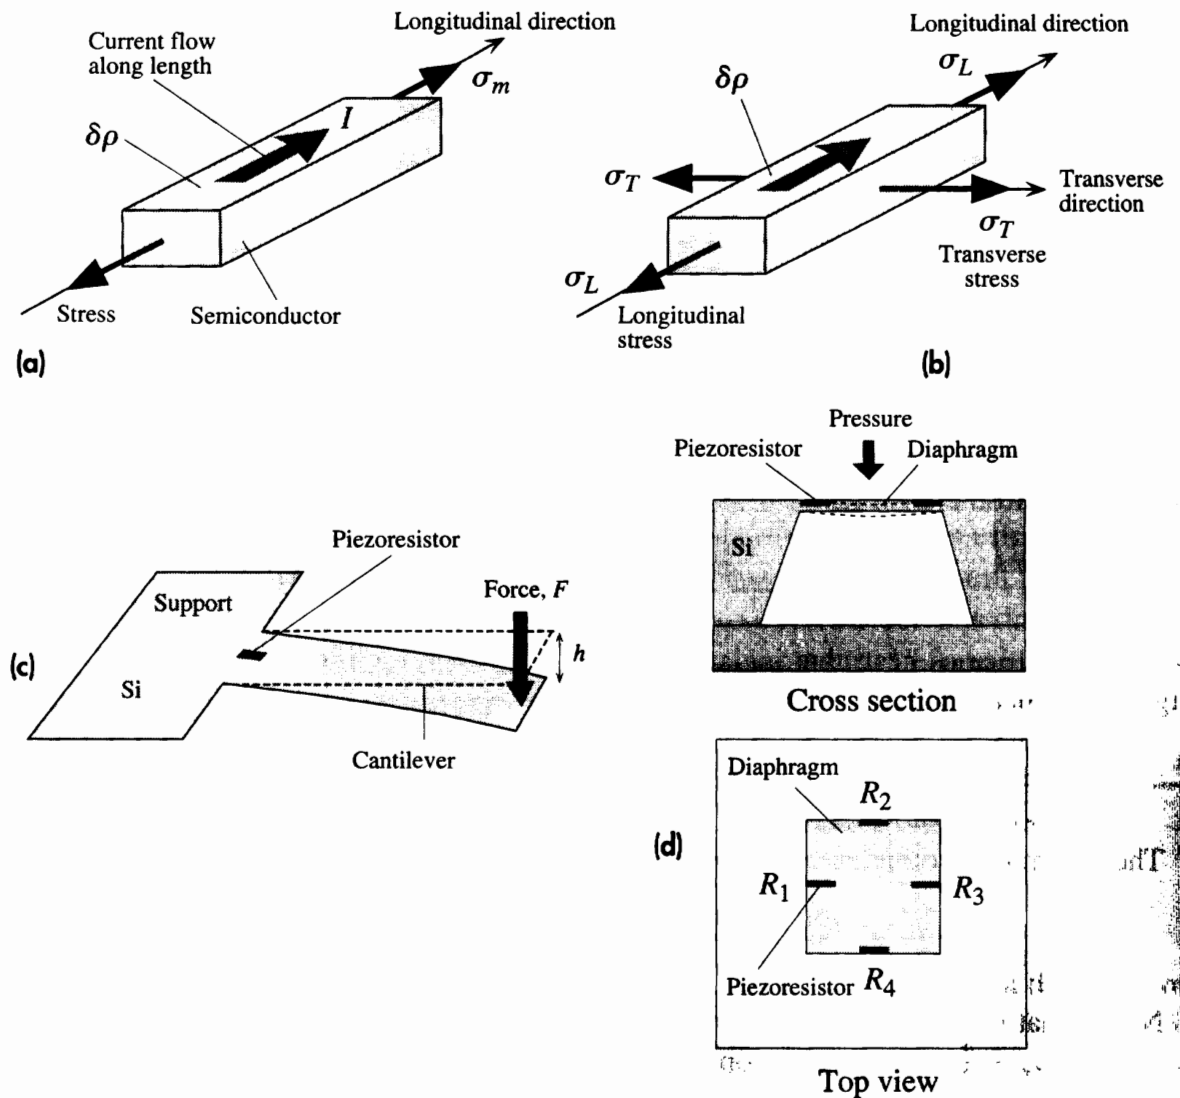 Longitudinal direction
Current flow
along length
σm
I
δρ
Stress
Semiconductor
(a)
Longitudinal direction
σL
δρ
σT
Transverse
direction
σT
Transverse
stress
σL
Longitudinal
stress
(b)
Piezoresistor
Support
Force, F
h
Si
Cantilever
(c)
Pressure
Piezoresistor
Diaphragm
Si
Cross section
Diaphragm
R2
R1
R3
Piezoresistor
R4
(d)
Top view